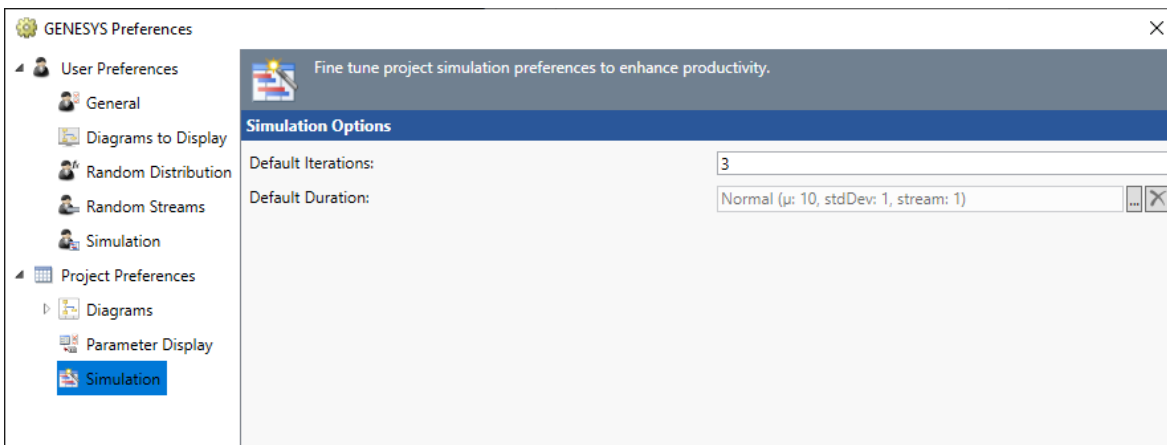 GENESYS Preferences
User Preferences
General
Diagrams to Display
Random Distribution
Random Streams
Simulation
Project Preferences
Diagrams
Parameter Display
Simulation
Fine tune project simulation preferences to enhance productivity.
Simulation Options
Default Iterations:
3
Default Duration:
Normal (μ: 10, stdDev: 1, stream: 1)
...